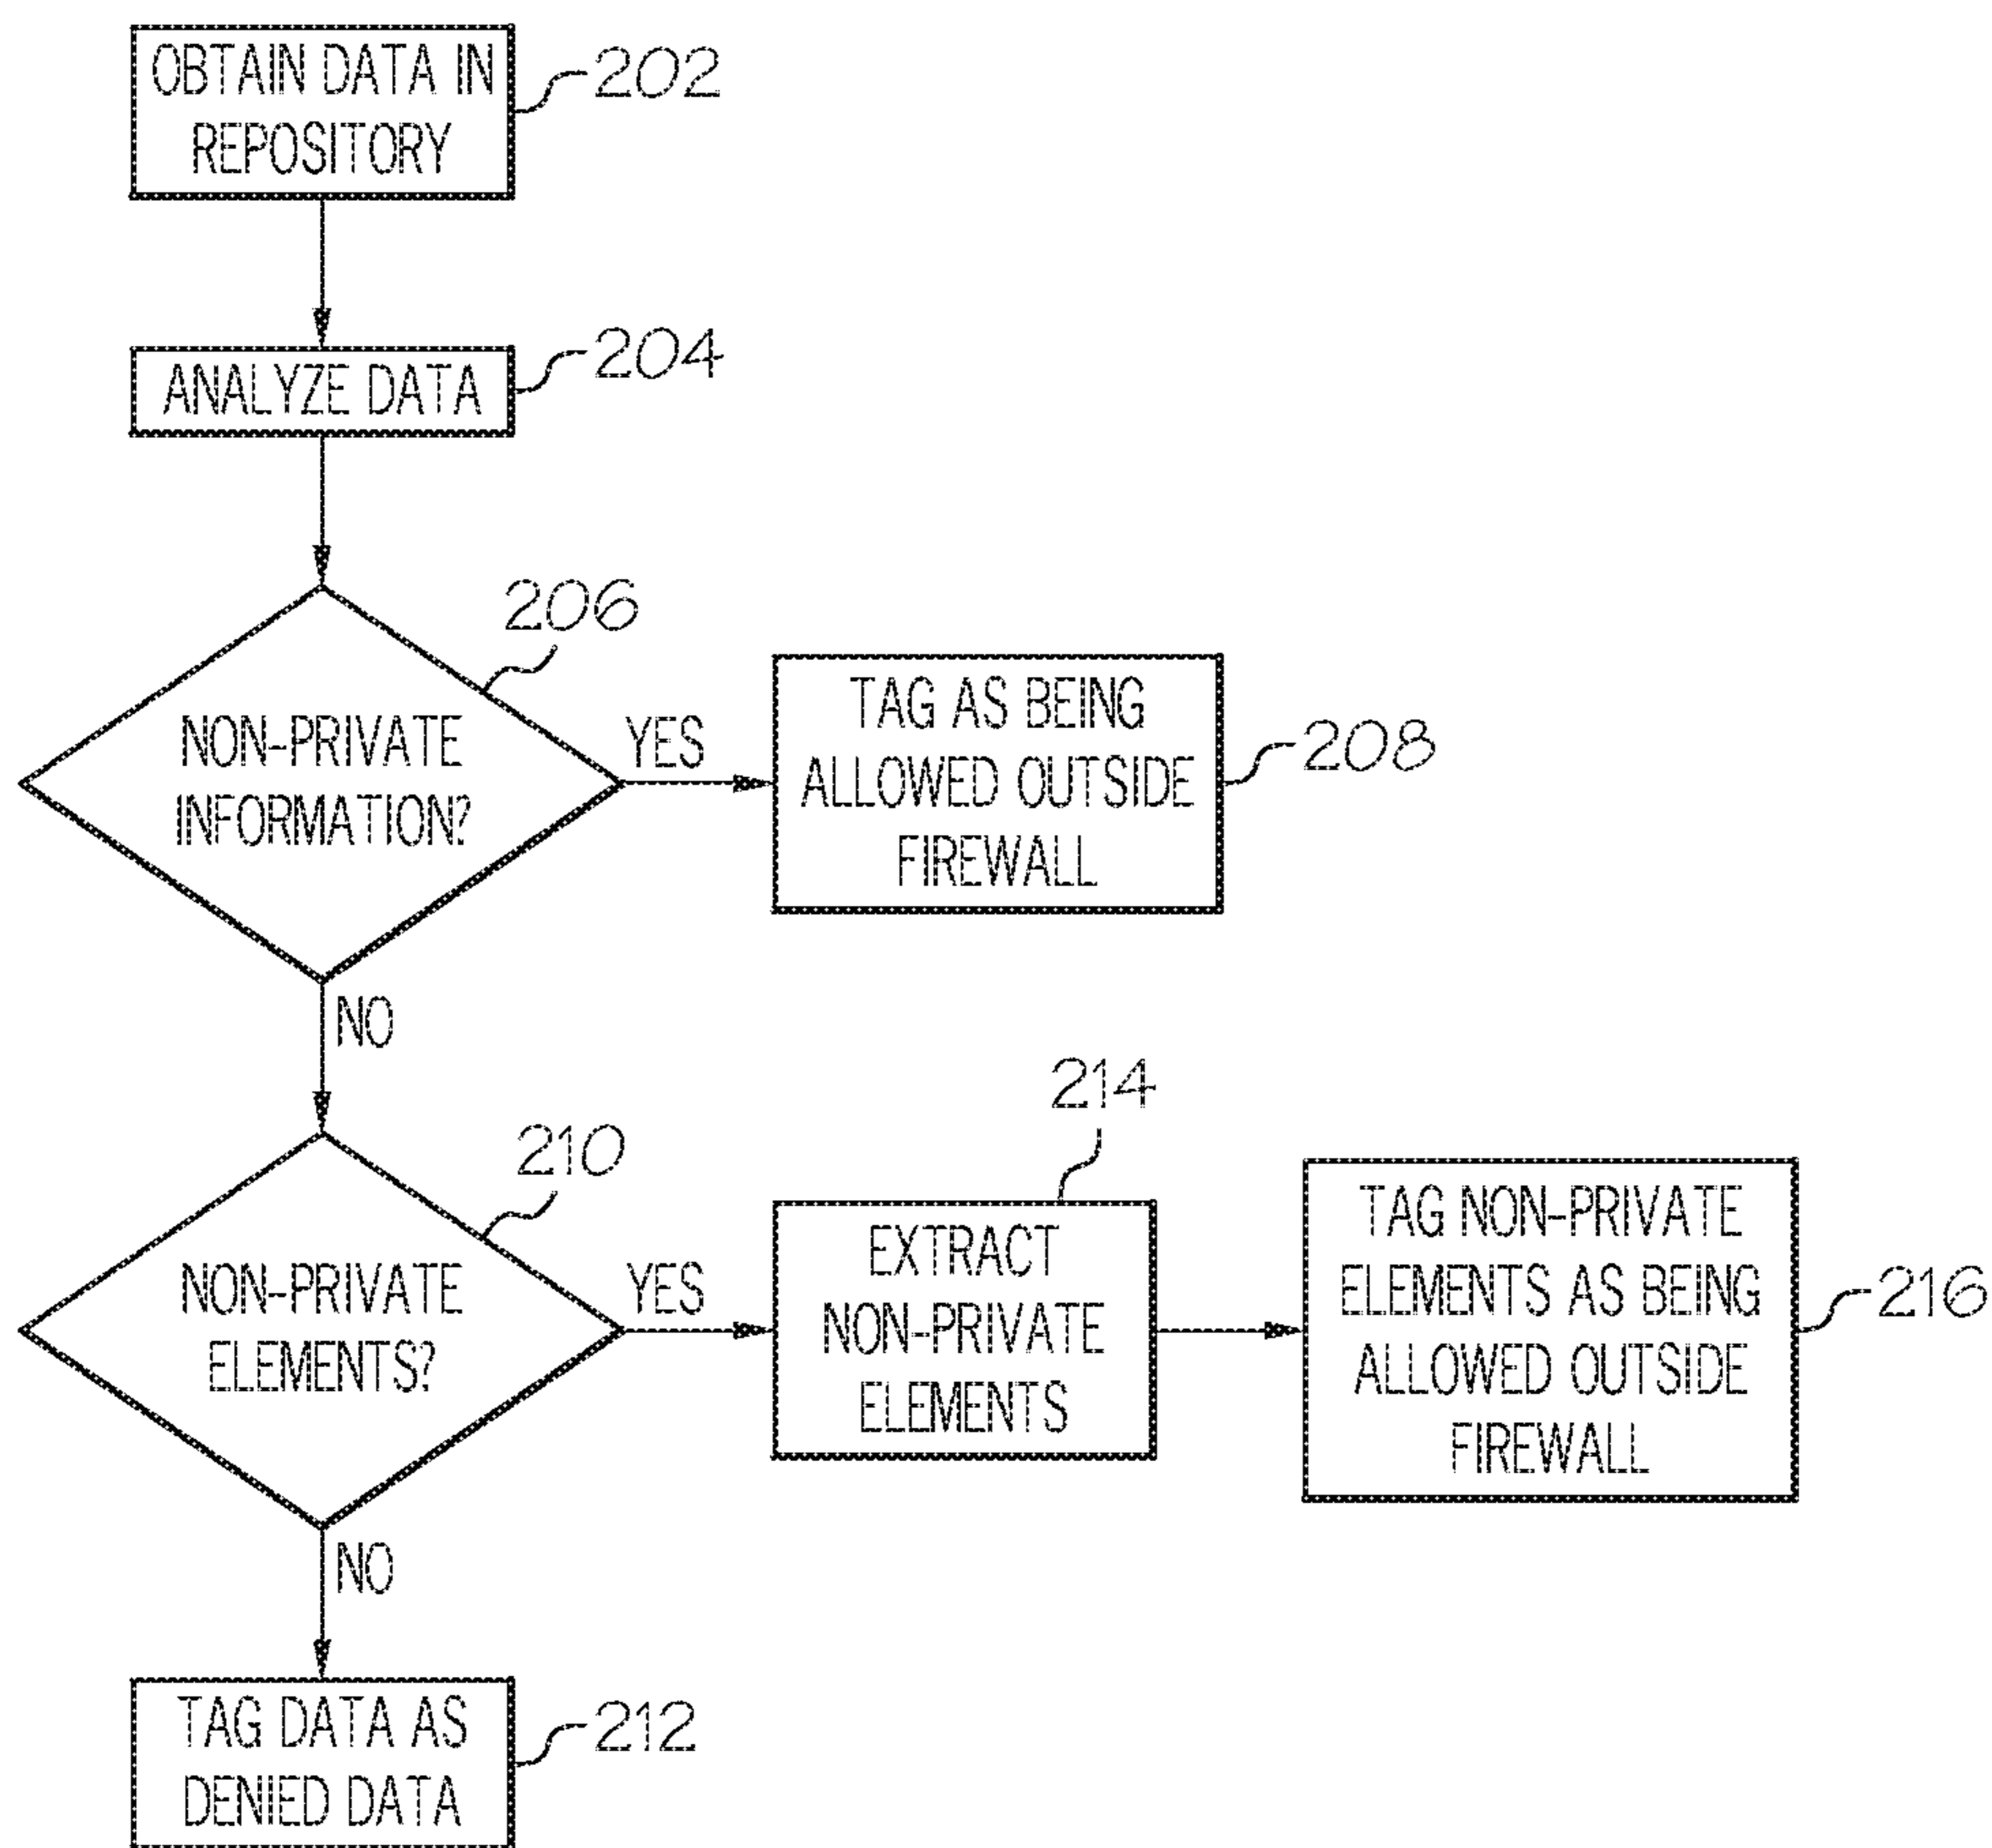 OBTAIN DATA IN
REPOSITORY
202
ANALYZE DATA
204
206
NON-PRIVATE
INFORMATION?
YES
TAG AS BEING
ALLOWED OUTSIDE
FIREWALL
208
NO
210
NON-PRIVATE
ELEMENTS?
YES
214
EXTRACT
NON-PRIVATE
ELEMENTS
TAG NON-PRIVATE
ELEMENTS AS BEING
ALLOWED OUTSIDE
FIREWALL
216
NO
TAG DATA AS
DENIED DATA
212